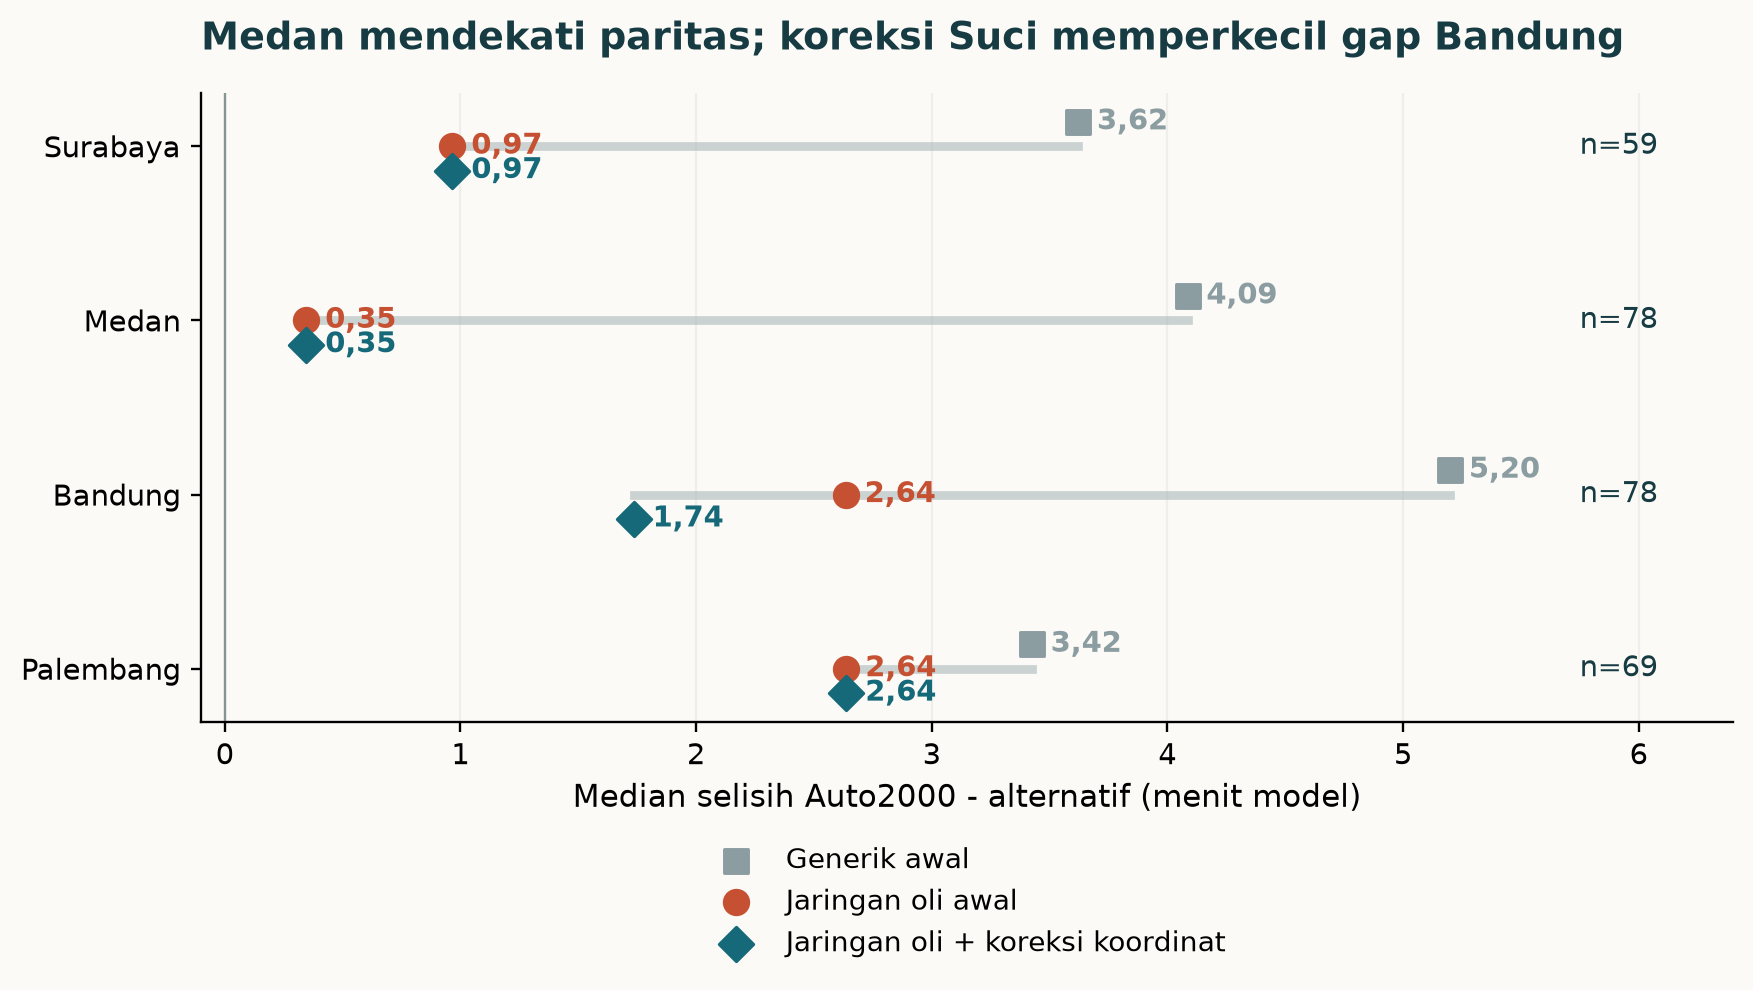 Medan mendekati paritas; koreksi Suci memperkecil gap Bandung
3,62
Surabaya
0,97
n=59
0,97
4,09
Medan
0,35
n=78
0,35
5,20
Bandung
2,64
n=78
1,74
3,42
Palembang
2,64
n=69
2,64
0 1 2 3 4 5 6
Median selisih Auto2000 - alternatif (menit model)
Generik awal
Jaringan oli awal
Jaringan oli + koreksi koordinat